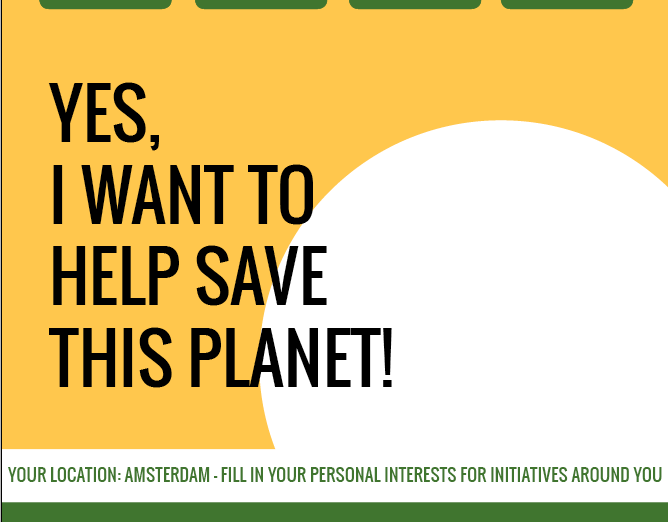 YES,
I WANT TO
HELP SAVE
THIS PLANET!
YOUR LOCATION: AMSTERDAM - FILL IN YOUR PERSONAL INTERESTS FOR INITIATIVES AROUND YOU